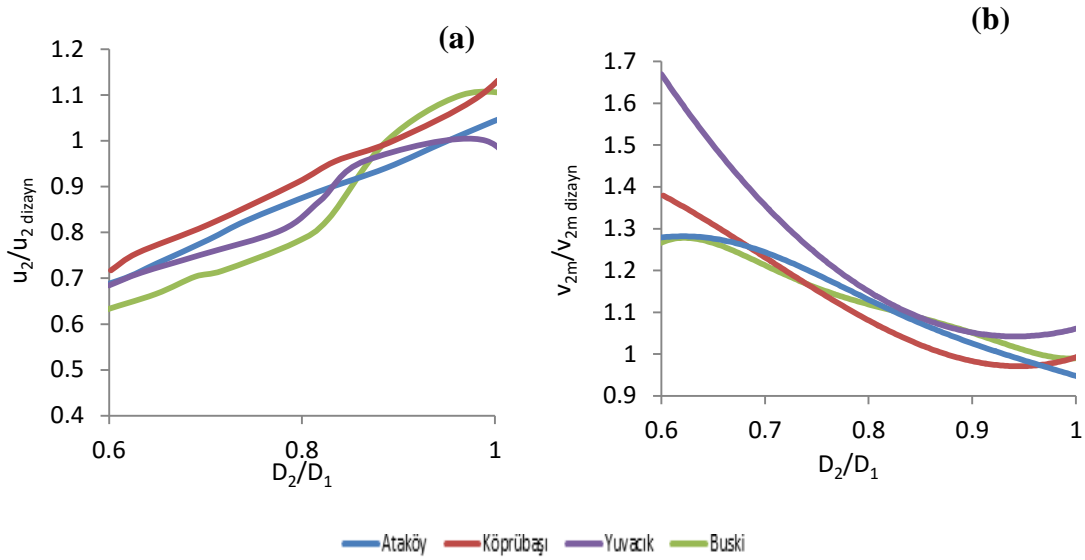 (a)
1.2
1.1
1
0.9
0.8
0.7
0.6
0.5
0.4
u₂/u₂ dizayn
0.6 0.8 1
D₂/D₁
(b)
1.7
1.6
1.5
1.4
1.3
1.2
1.1
1
0.9
v₂ₘ/v₂ₘ dizayn
0.6 0.7 0.8 0.9 1
D₂/D₁
Ataköy Köprübaşı Yuvacık Buski